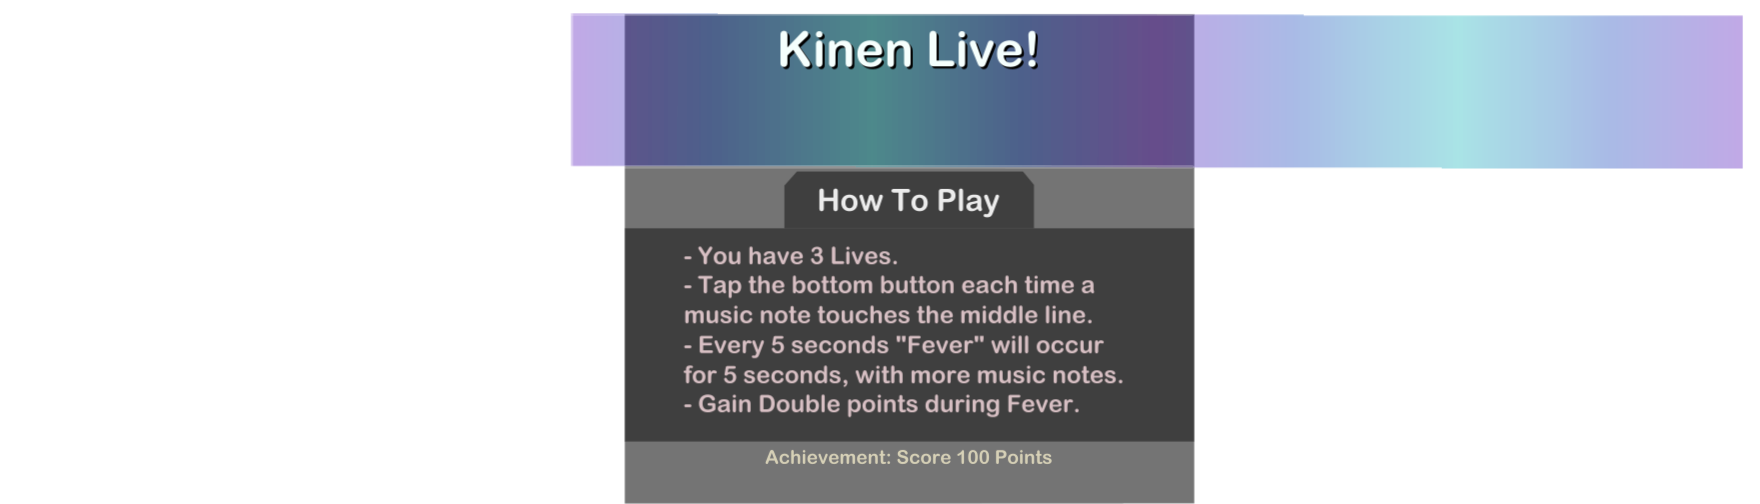 Kinen Live!
How To Play
- You have 3 Lives.
- Tap the bottom button each time a
music note touches the middle line.
- Every 5 seconds "Fever" will occur
for 5 seconds, with more music notes.
- Gain Double points during Fever.
Achievement: Score 100 Points